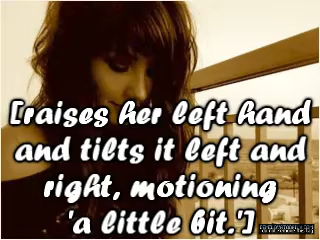 [raises her left hand
and tilts it left and
right, motioning
'a little bit.']